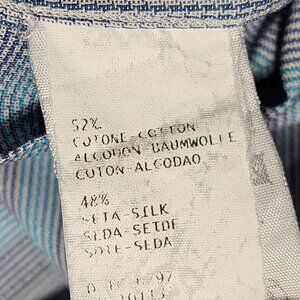 52%
COTONE-COTTON
ALGODON-BAUMWOLLE
COTON-ALGODAO
48%
SETA-SILK
SEDA-SEIDE
SOIE-SEDA